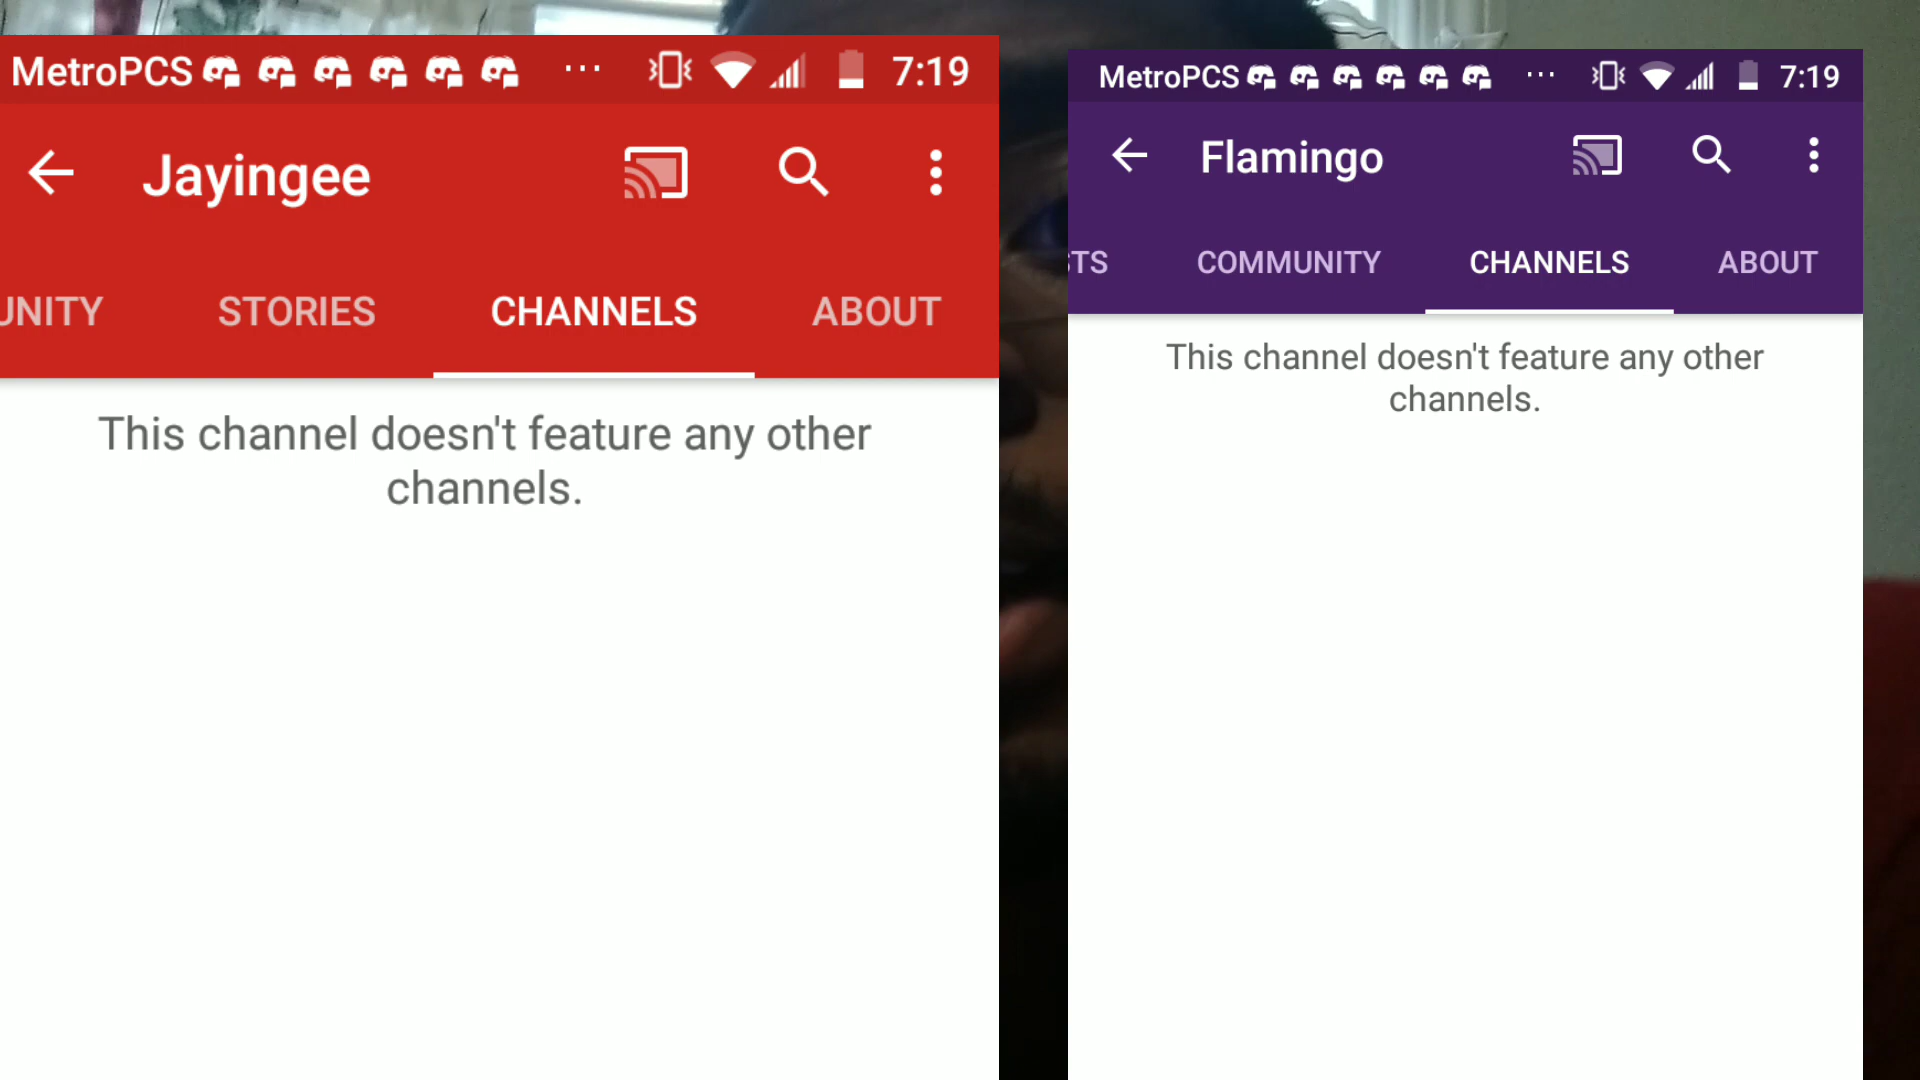 MetroPCS ... 7:19
Jayingee
UNITY STORIES CHANNELS ABOUT
This channel doesn't feature any other
channels.
MetroPCS ... 7:19
Flamingo
TS COMMUNITY CHANNELS ABOUT
This channel doesn't feature any other
channels.